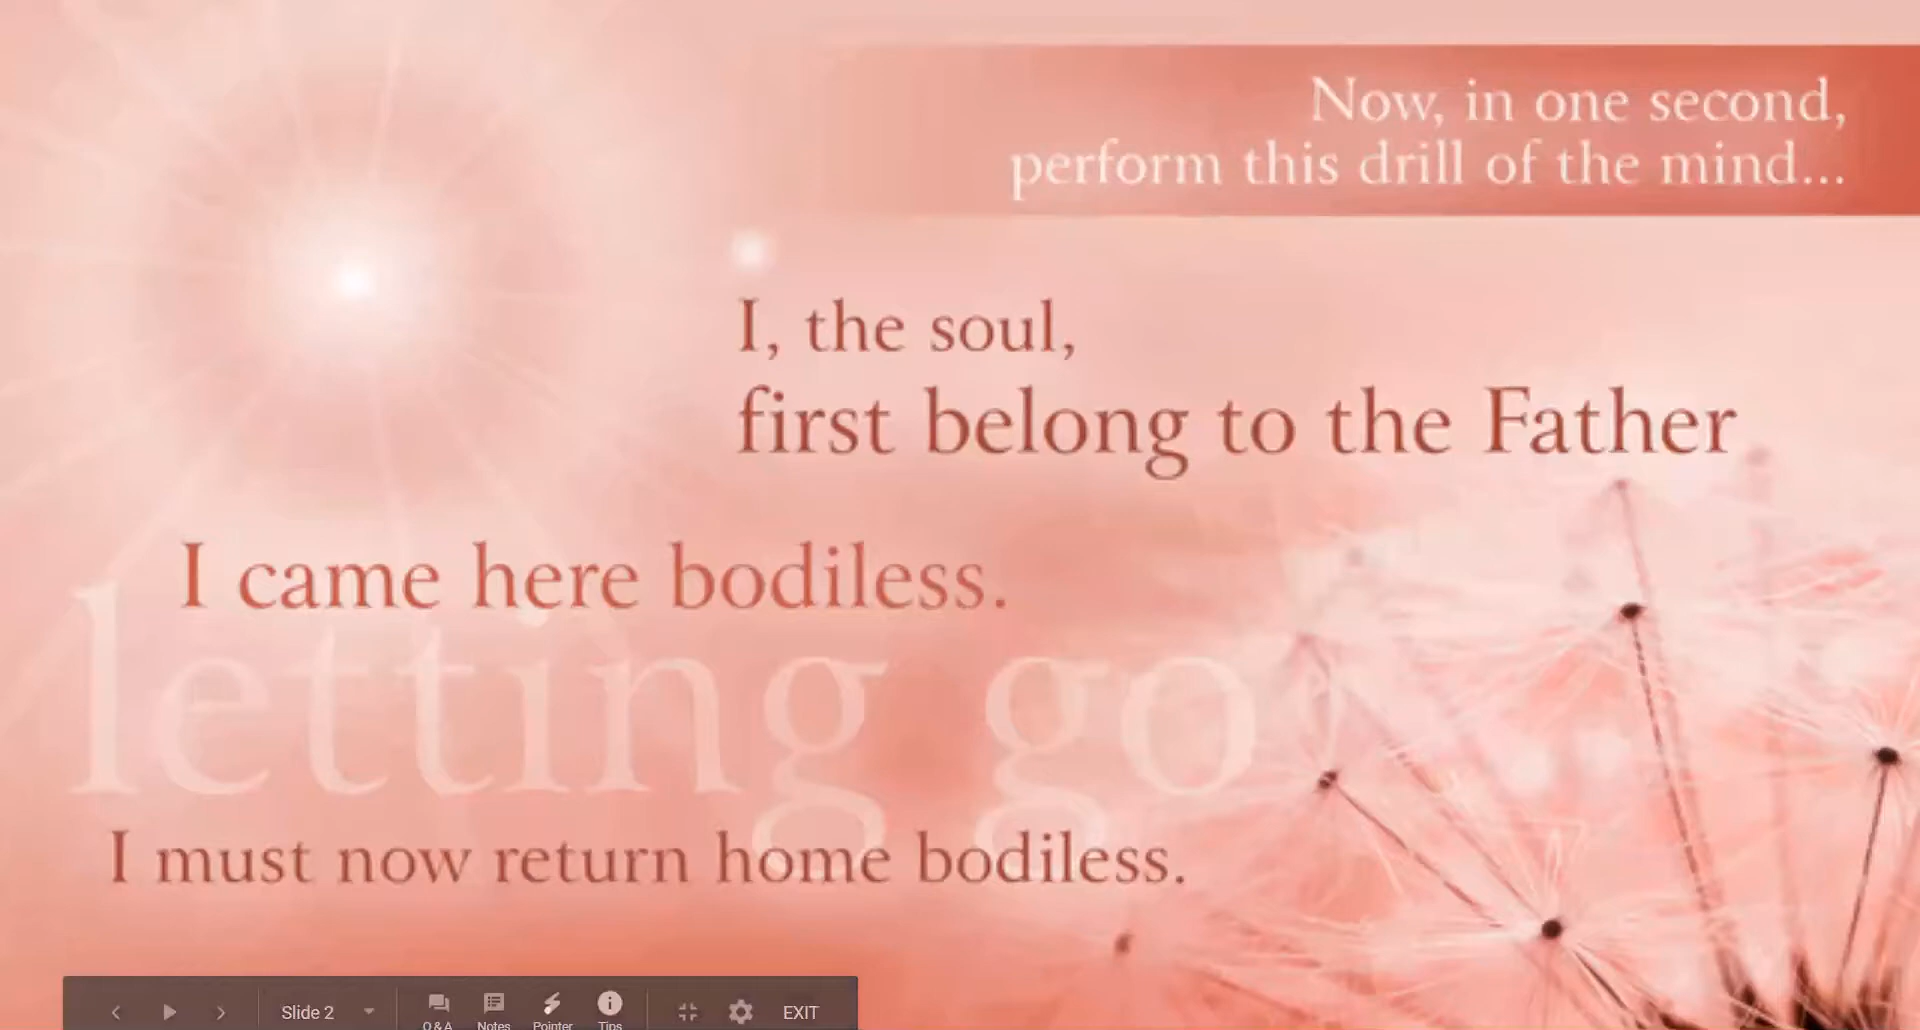 Now, in one second,
perform this drill of the mind...
I, the soul,
first belong to the Father
I came here bodiless.
letting go
I must now return home bodiless.
Slide 2
Q&A Notes Pointer Tips
EXIT